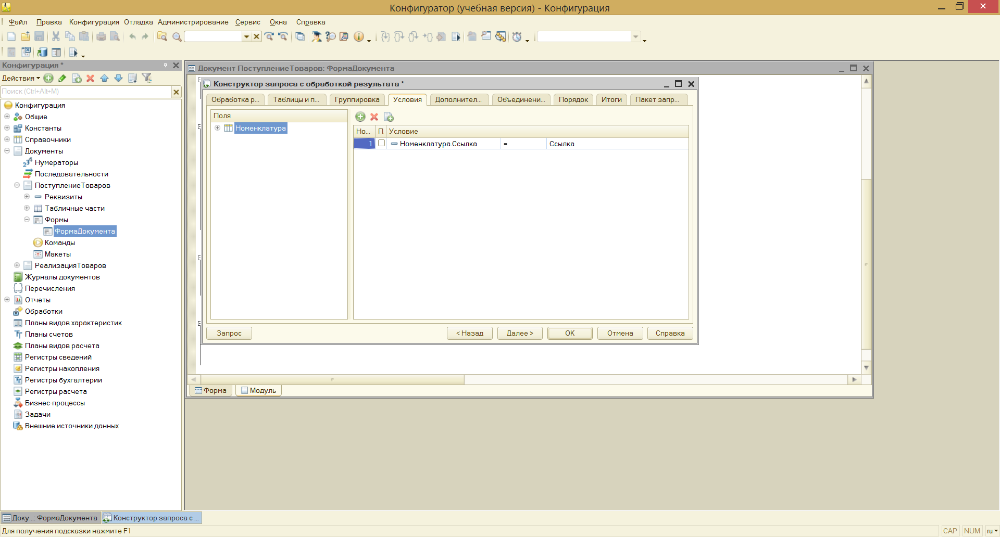 Конфигуратор (учебная версия) - Конфигурация
Файл Правка Конфигурация Отладка Администрирование Сервис Окна Справка
Конфигурация *
Действия
Поиск (Ctrl+Alt+M)
Конфигурация
Общие
Константы
Справочники
Документы
Нумераторы
Последовательности
ПоступлениеТоваров
Реквизиты
Табличные части
Формы
ФормаДокумента
Команды
Макеты
РеализацияТоваров
Журналы документов
Перечисления
Отчеты
Обработки
Планы видов характеристик
Планы счетов
Планы видов расчета
Регистры сведений
Регистры накопления
Регистры бухгалтерии
Регистры расчета
Бизнес-процессы
Задачи
Внешние источники данных
Документ ПоступлениеТоваров: ФормаДокумента
Конструктор запроса с обработкой результата *
Обработка р... Таблицы и п... Группировка Условия Дополнител... Объединени... Порядок Итоги Пакет запр...
Поля
Номенклатура
Но... П Условие
1 Номенклатура.Ссылка = Ссылка
Запрос < Назад Далее > ОК Отмена Справка
Форма Модуль
Доку...: ФормаДокумента Конструктор запроса с ...
Для получения подсказки нажмите F1
CAP NUM ru